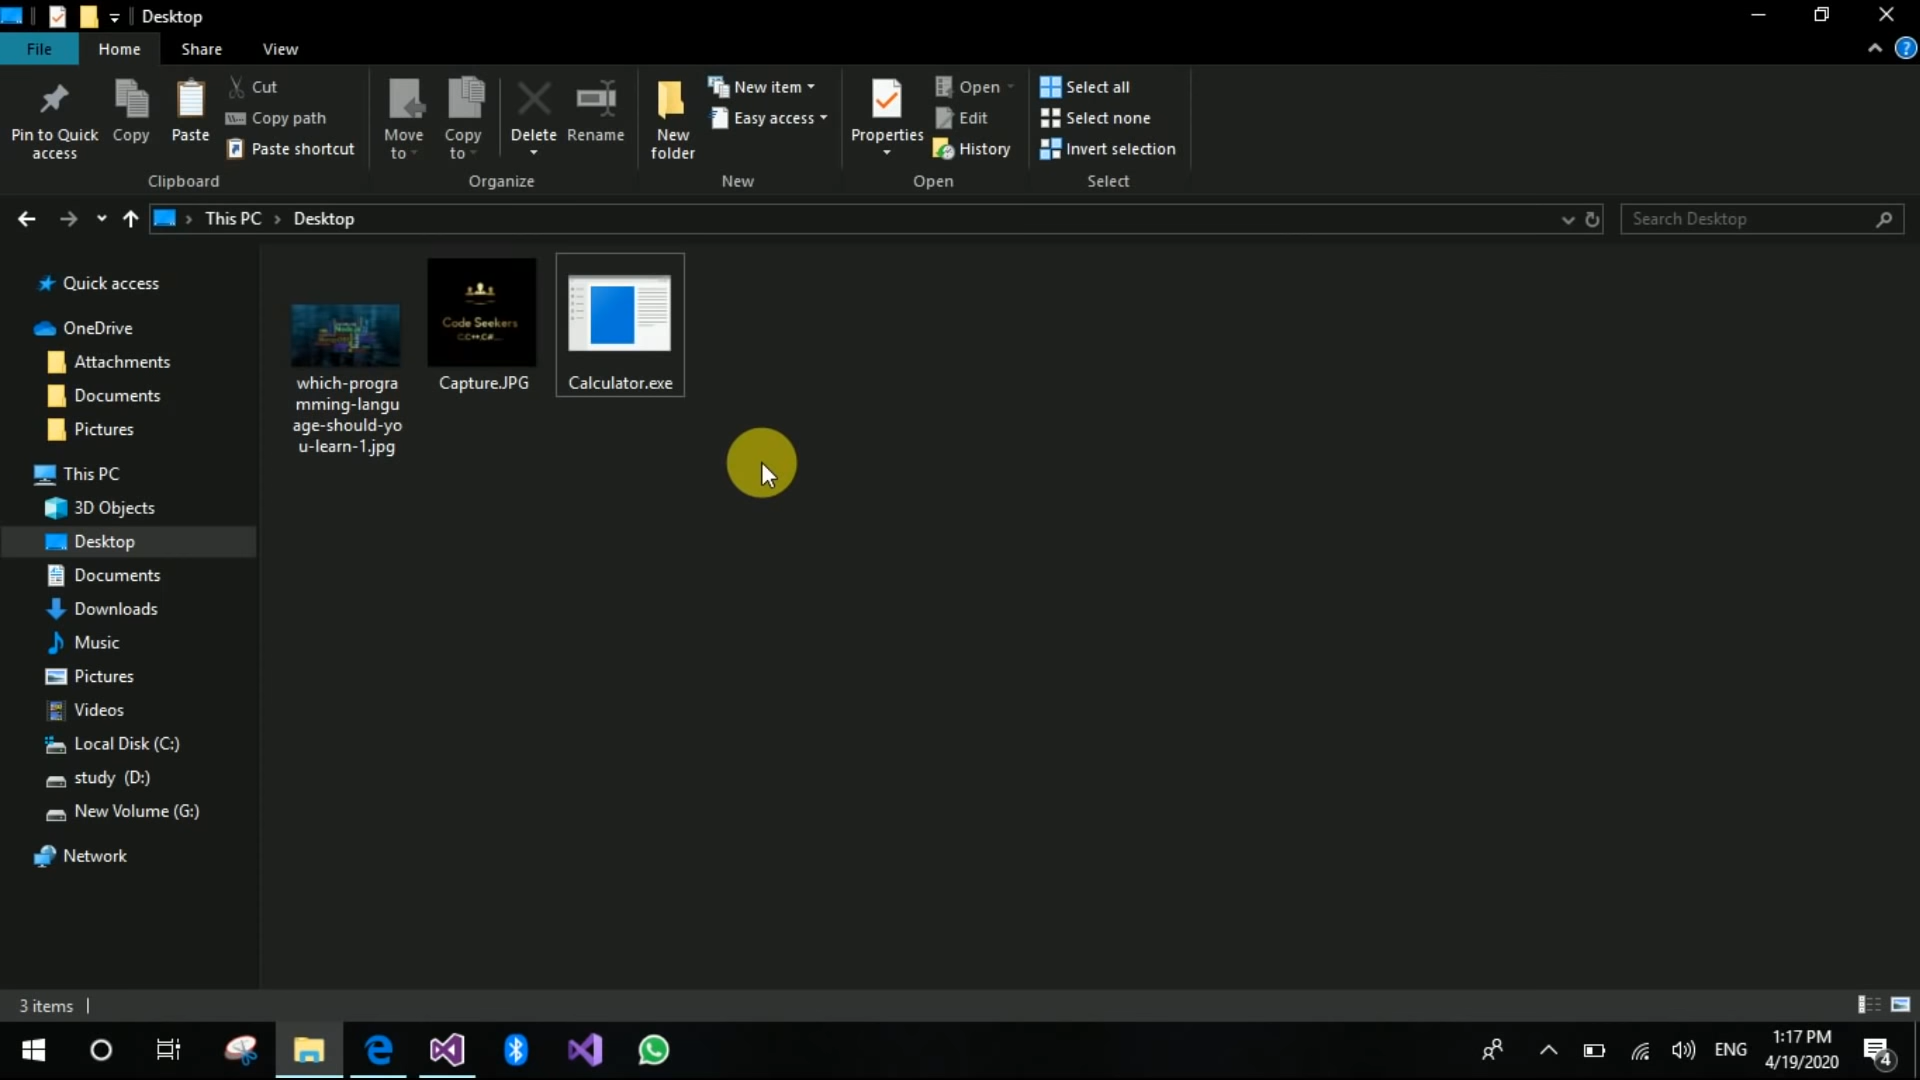 Desktop
File Home Share View
Pin to Quick access
Copy
Paste
Cut
Copy path
Paste shortcut
Clipboard
Move to
Copy to
Delete
Rename
Organize
New folder
New item
Easy access
New
Properties
Open
Edit
History
Open
Select all
Select none
Invert selection
Select
This PC > Desktop
Search Desktop
Quick access
OneDrive
Attachments
Documents
Pictures
This PC
3D Objects
Desktop
Documents
Downloads
Music
Pictures
Videos
Local Disk (C:)
study (D:)
New Volume (G:)
Network
which-progra
mming-langu
age-should-yo
u-learn-1.jpg
Code Seekers
C,C++,C#...
Capture.JPG
Calculator.exe
3 items
ENG
1:17 PM
4/19/2020
4